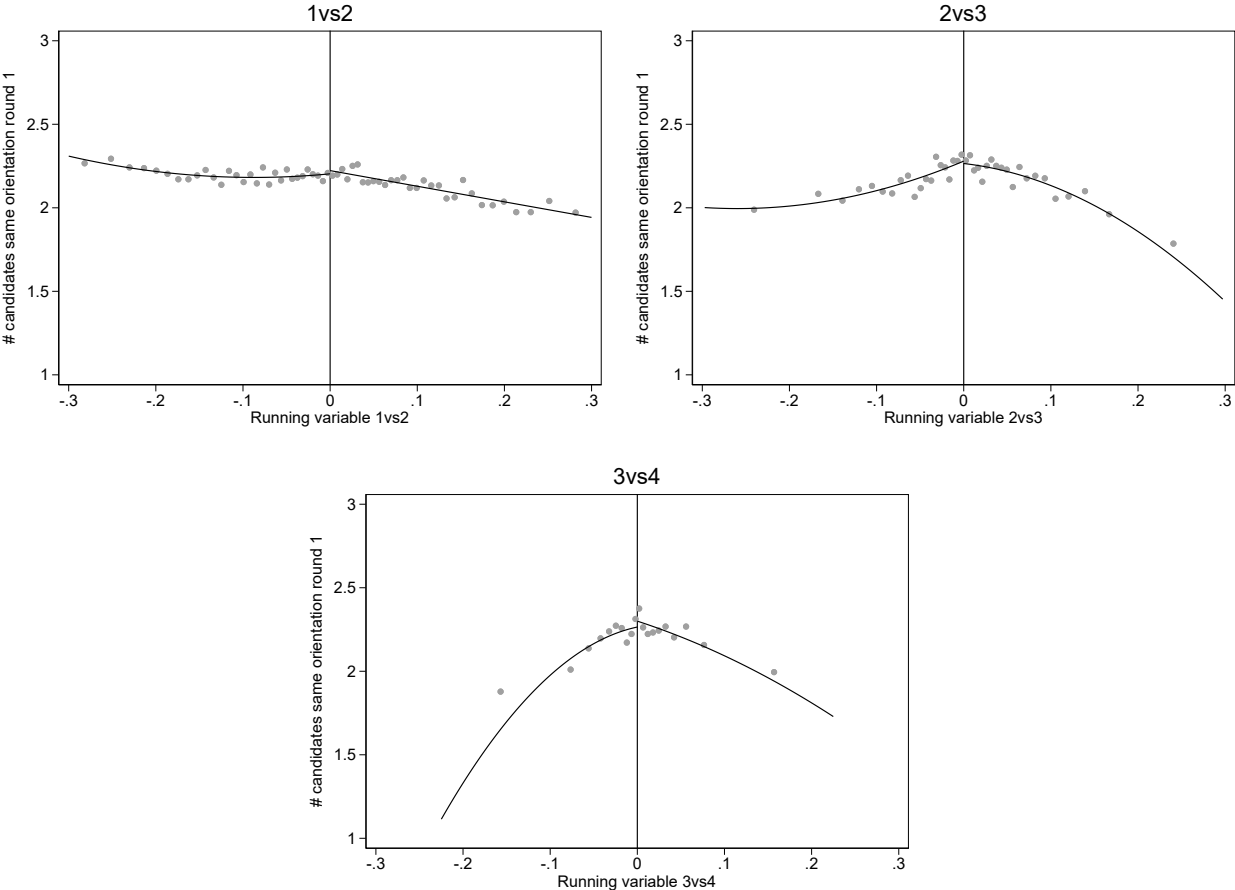 1vs2
# candidates same orientation round 1
3
2.5
2
1.5
1
-.3 -.2 -.1 0 .1 .2 .3
Running variable 1vs2
2vs3
# candidates same orientation round 1
3
2.5
2
1.5
1
-.3 -.2 -.1 0 .1 .2 .3
Running variable 2vs3
3vs4
# candidates same orientation round 1
3
2.5
2
1.5
1
-.3 -.2 -.1 0 .1 .2 .3
Running variable 3vs4